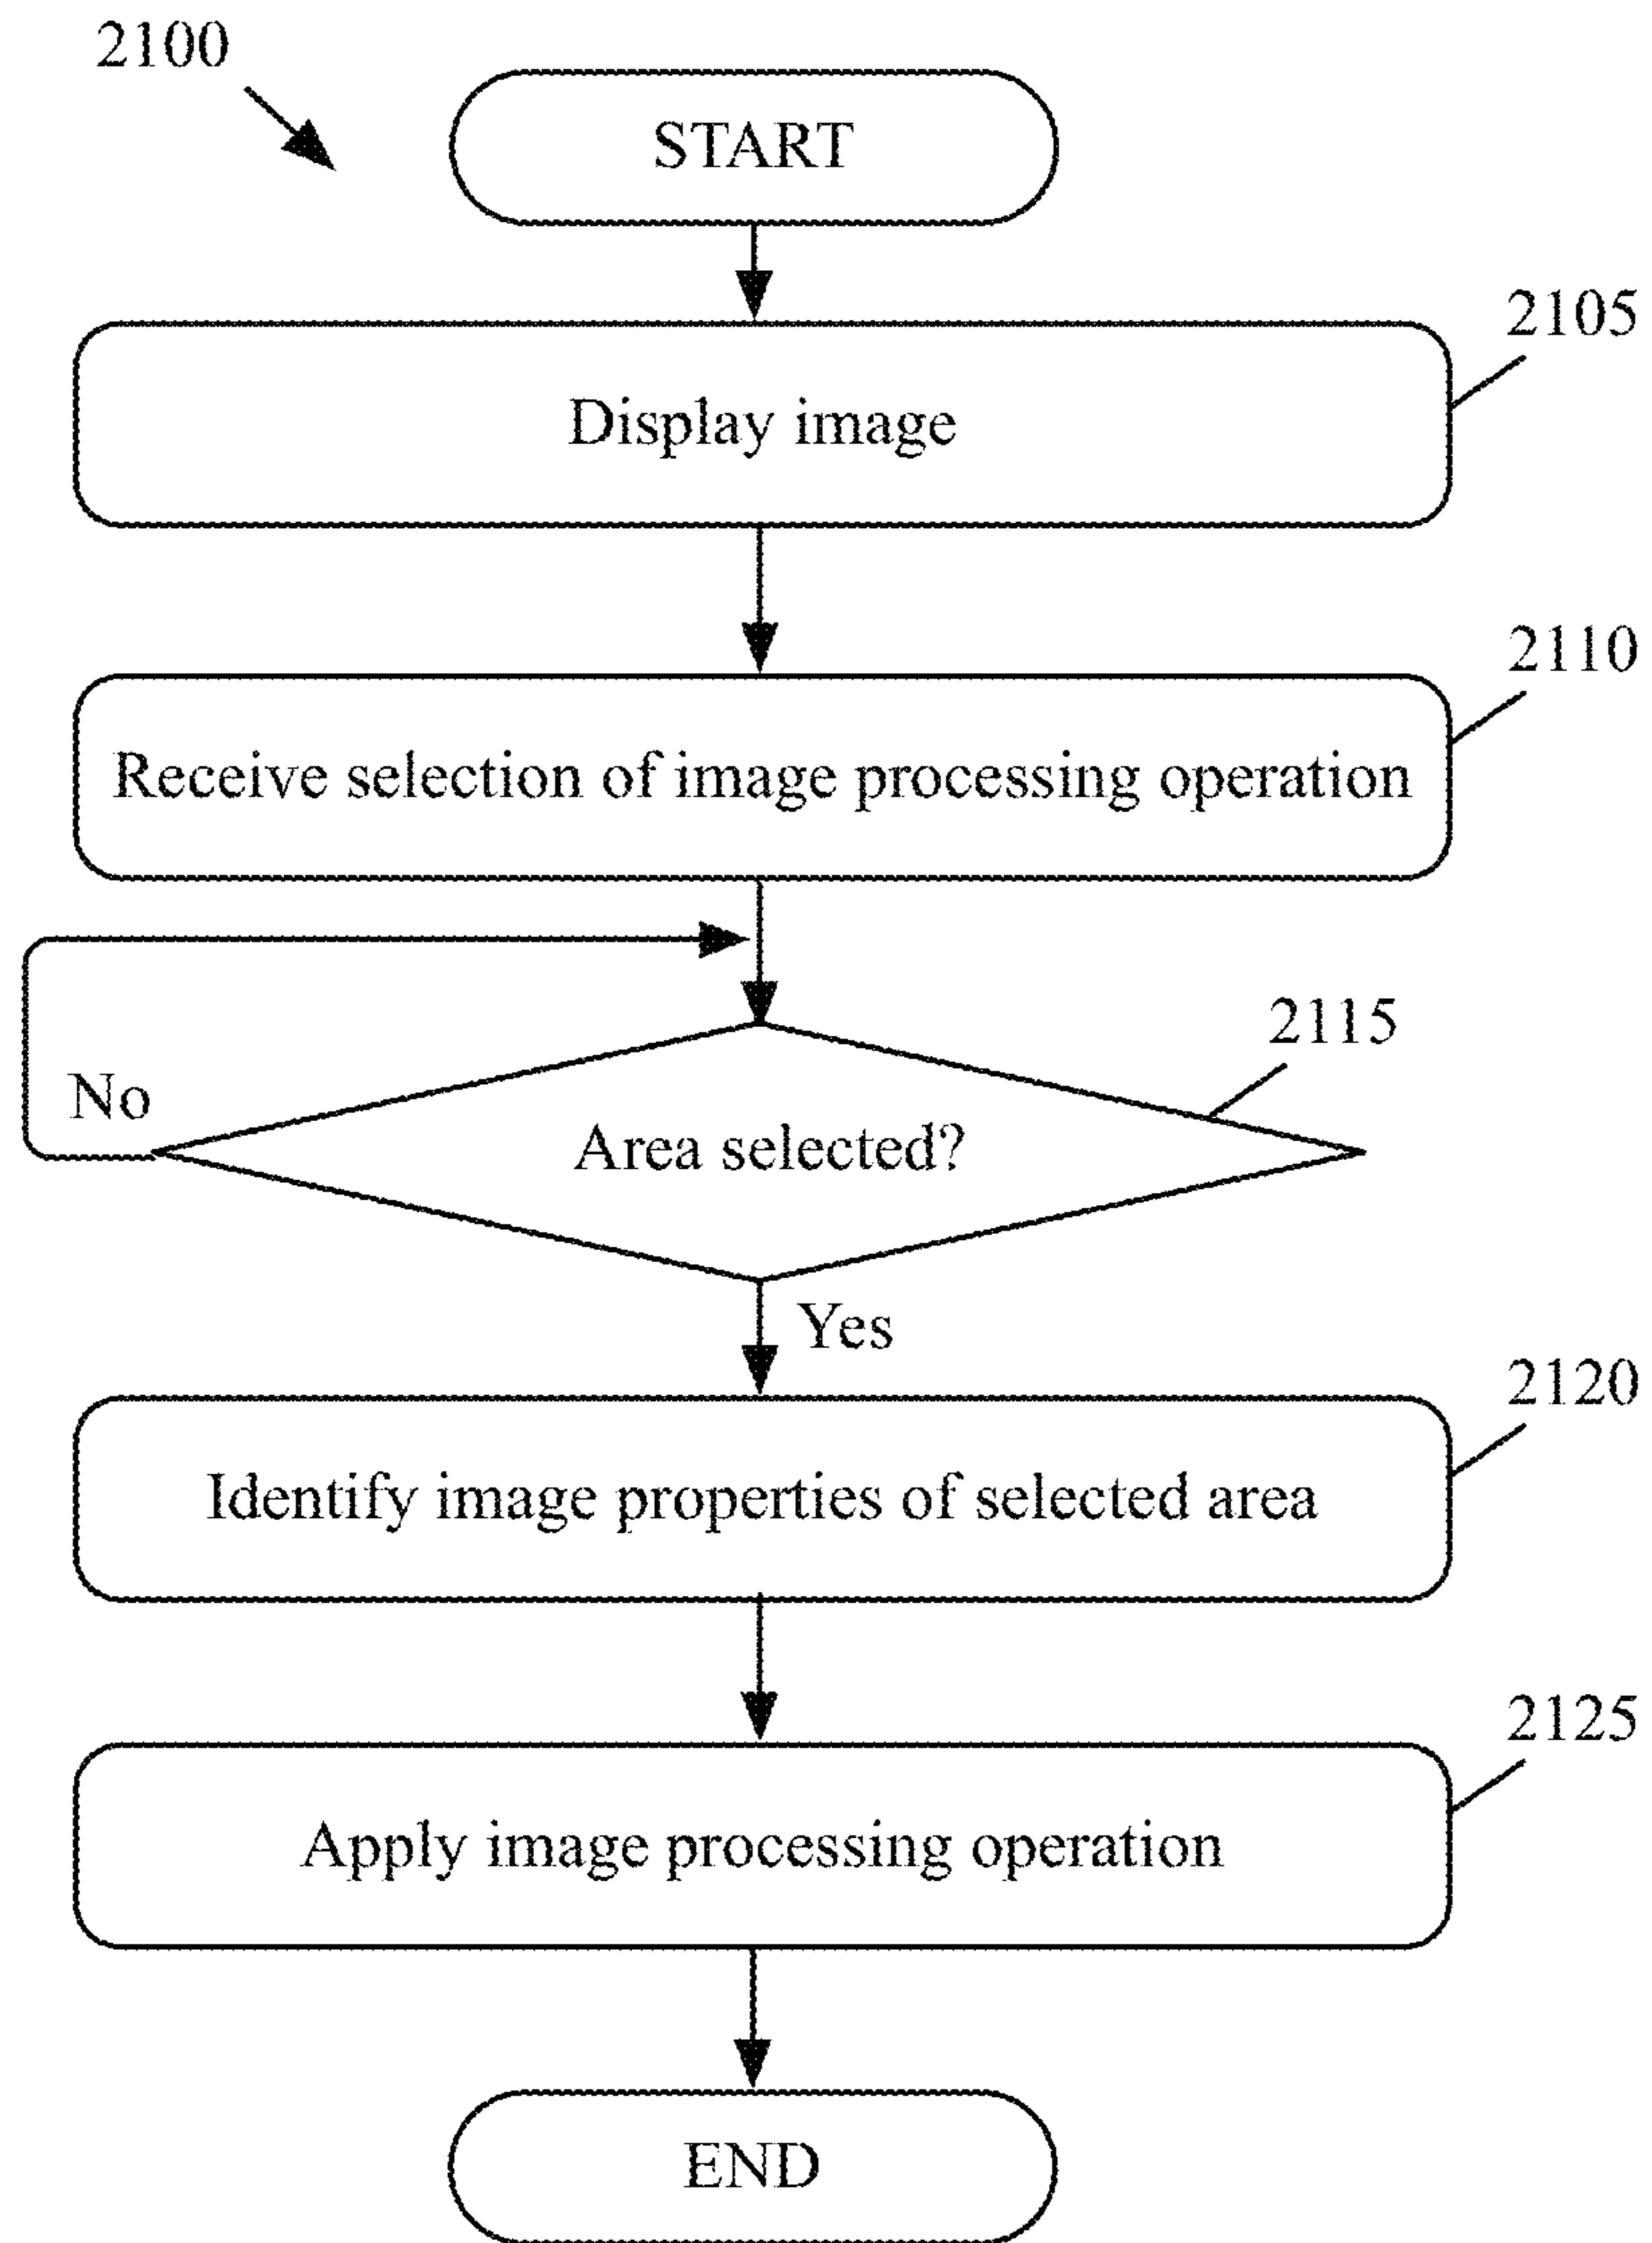 2100
START
2105
Display image
2110
Receive selection of image processing operation
2115
No
Area selected?
Yes
2120
Identify image properties of selected area
2125
Apply image processing operation
END